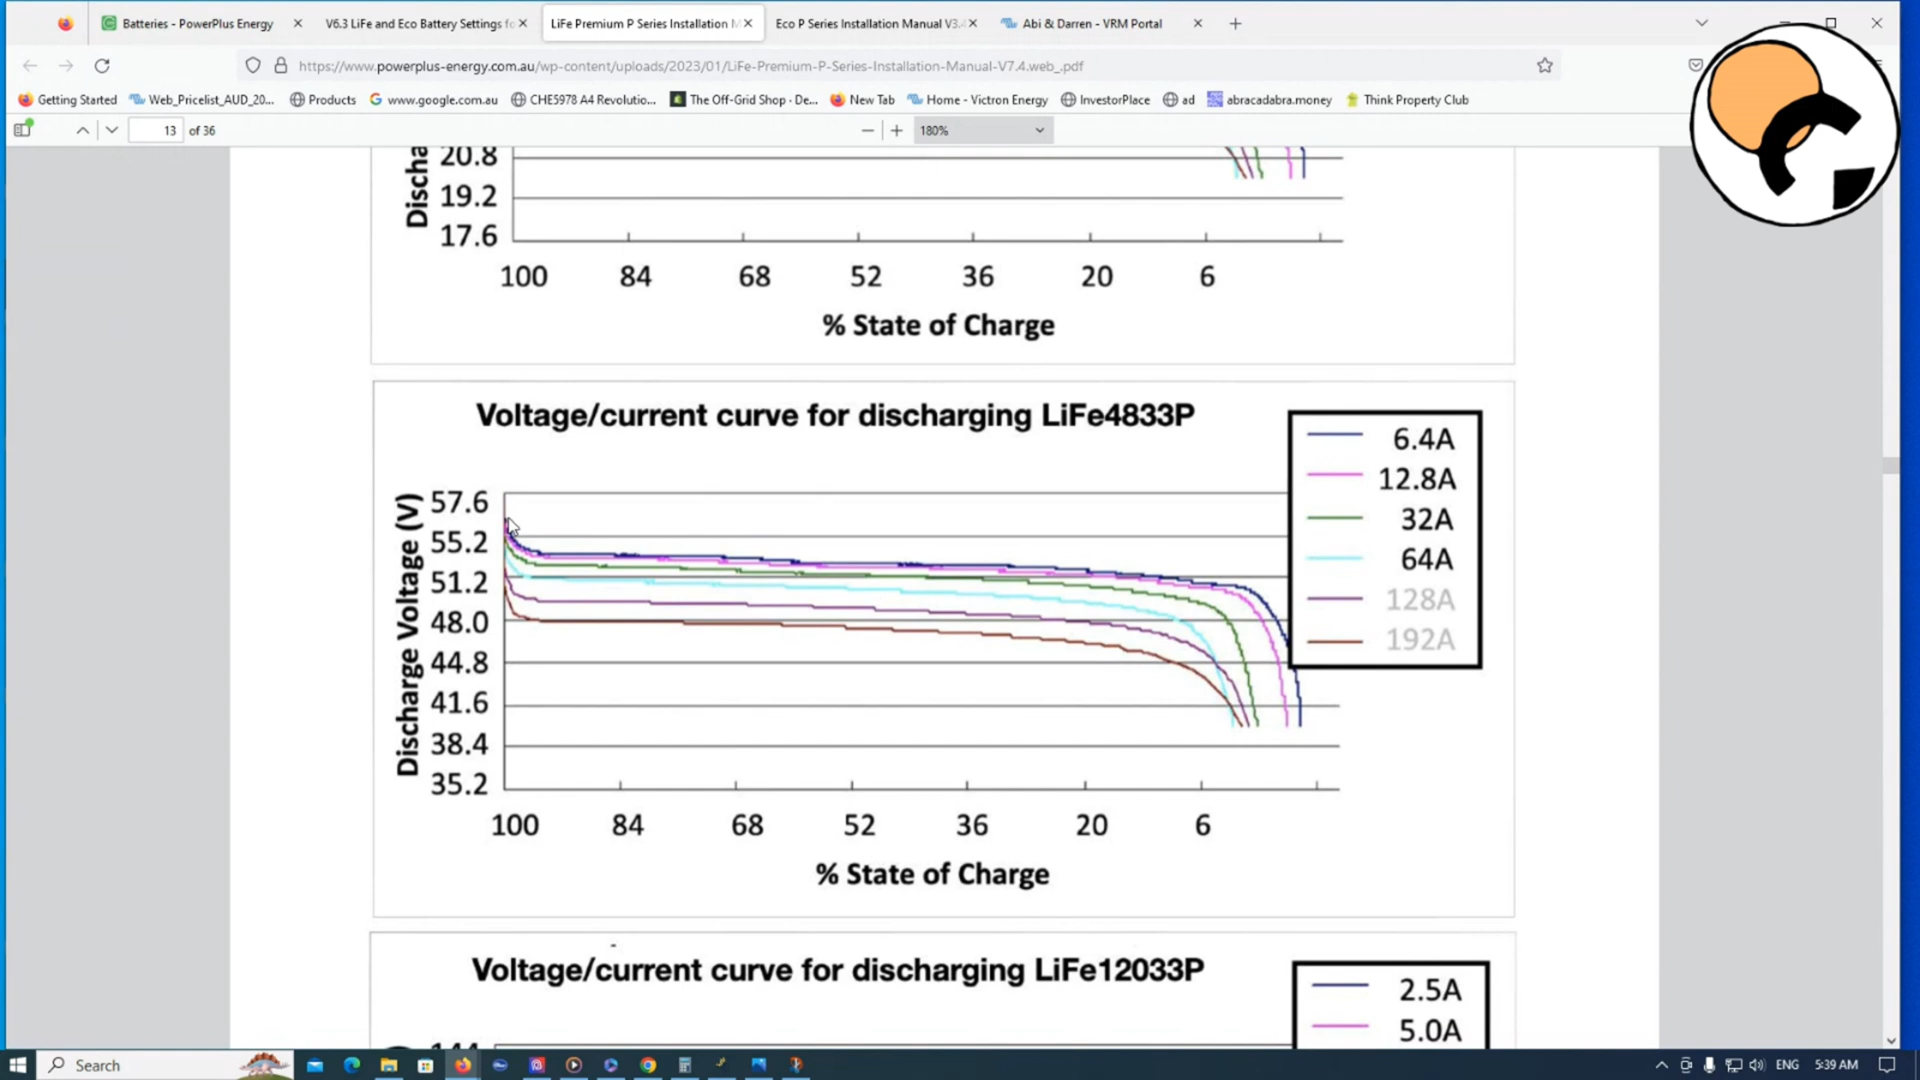 Batteries - PowerPlus Energy
V6.3 LiFe and Eco Battery Settings fo
LiFe Premium P Series Installation M
Eco P Series Installation Manual V3.4
Abi & Darren - VRM Portal
https://www.powerplus-energy.com.au/wp-content/uploads/2023/01/LiFe-Premium-P-Series-Installation-Manual-V7.4.web_.pdf
Getting Started
Web_Pricelist_AUD_20...
Products
www.google.com.au
CHE5978 A4 Revolutio...
The Off-Grid Shop - De...
New Tab
Home - Victron Energy
InvestorPlace
ad
abracadabra.money
Think Property Club
13 of 36
180%
Discha
20.8
19.2
17.6
100 84 68 52 36 20 6
% State of Charge
Voltage/current curve for discharging LiFe4833P
6.4A
12.8A
32A
64A
128A
192A
Discharge Voltage (V)
57.6
55.2
51.2
48.0
44.8
41.6
38.4
35.2
100 84 68 52 36 20 6
% State of Charge
Voltage/current curve for discharging LiFe12033P
2.5A
5.0A
144
Search
ENG
5:39 AM